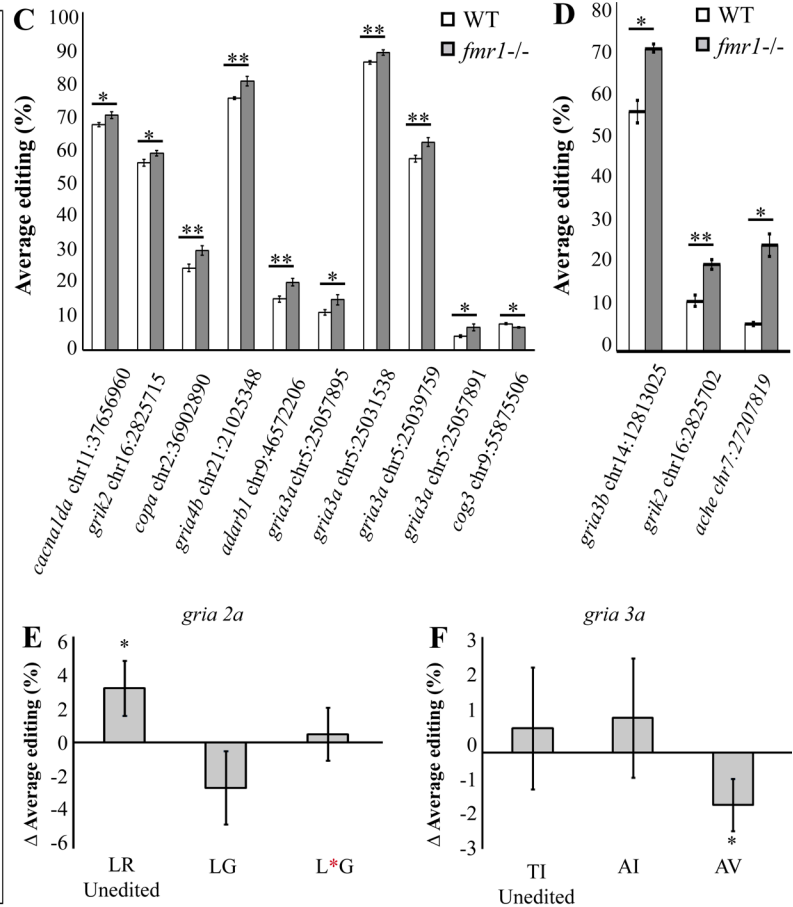 C
Average editing (%)
100
90
80
70
60
50
40
30
20
10
0
WT
fmr1-/-
*
*
**
**
**
*
**
**
*
*
cacna1da chr11:37656960
grik2 chr16:2825715
copa chr2:36902890
gria4b chr21:21025348
adarb1 chr9:46572206
gria3a chr5:25057895
gria3a chr5:25031538
gria3a chr5:25039759
gria3a chr5:25057891
cog3 chr9:55875506
D
Average editing (%)
80
70
60
50
40
30
20
10
0
WT
fmr1-/-
*
**
*
gria3b chr14:12813025
grik2 chr16:2825702
ache chr7:27207819
E
gria 2a
Δ Average editing (%)
6
4
2
0
-2
-4
-6
*
LR
Unedited
LG
L*G
F
gria 3a
Δ Average editing (%)
3
2
1
0
-1
-2
-3
*
TI
Unedited
AI
AV